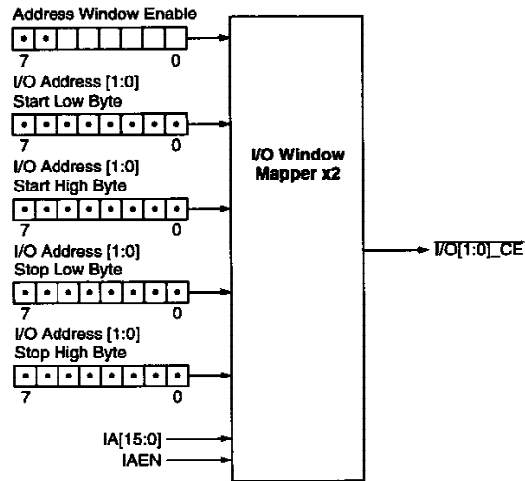 Address Window Enable
7 0
I/O Address [1:0]
Start Low Byte
7 0
I/O Address [1:0]
Start High Byte
7 0
I/O Address [1:0]
Stop Low Byte
7 0
I/O Address [1:0]
Stop High Byte
7 0
IA[15:0]
IAEN
I/O Window
Mapper x2
I/O[1:0]_CE